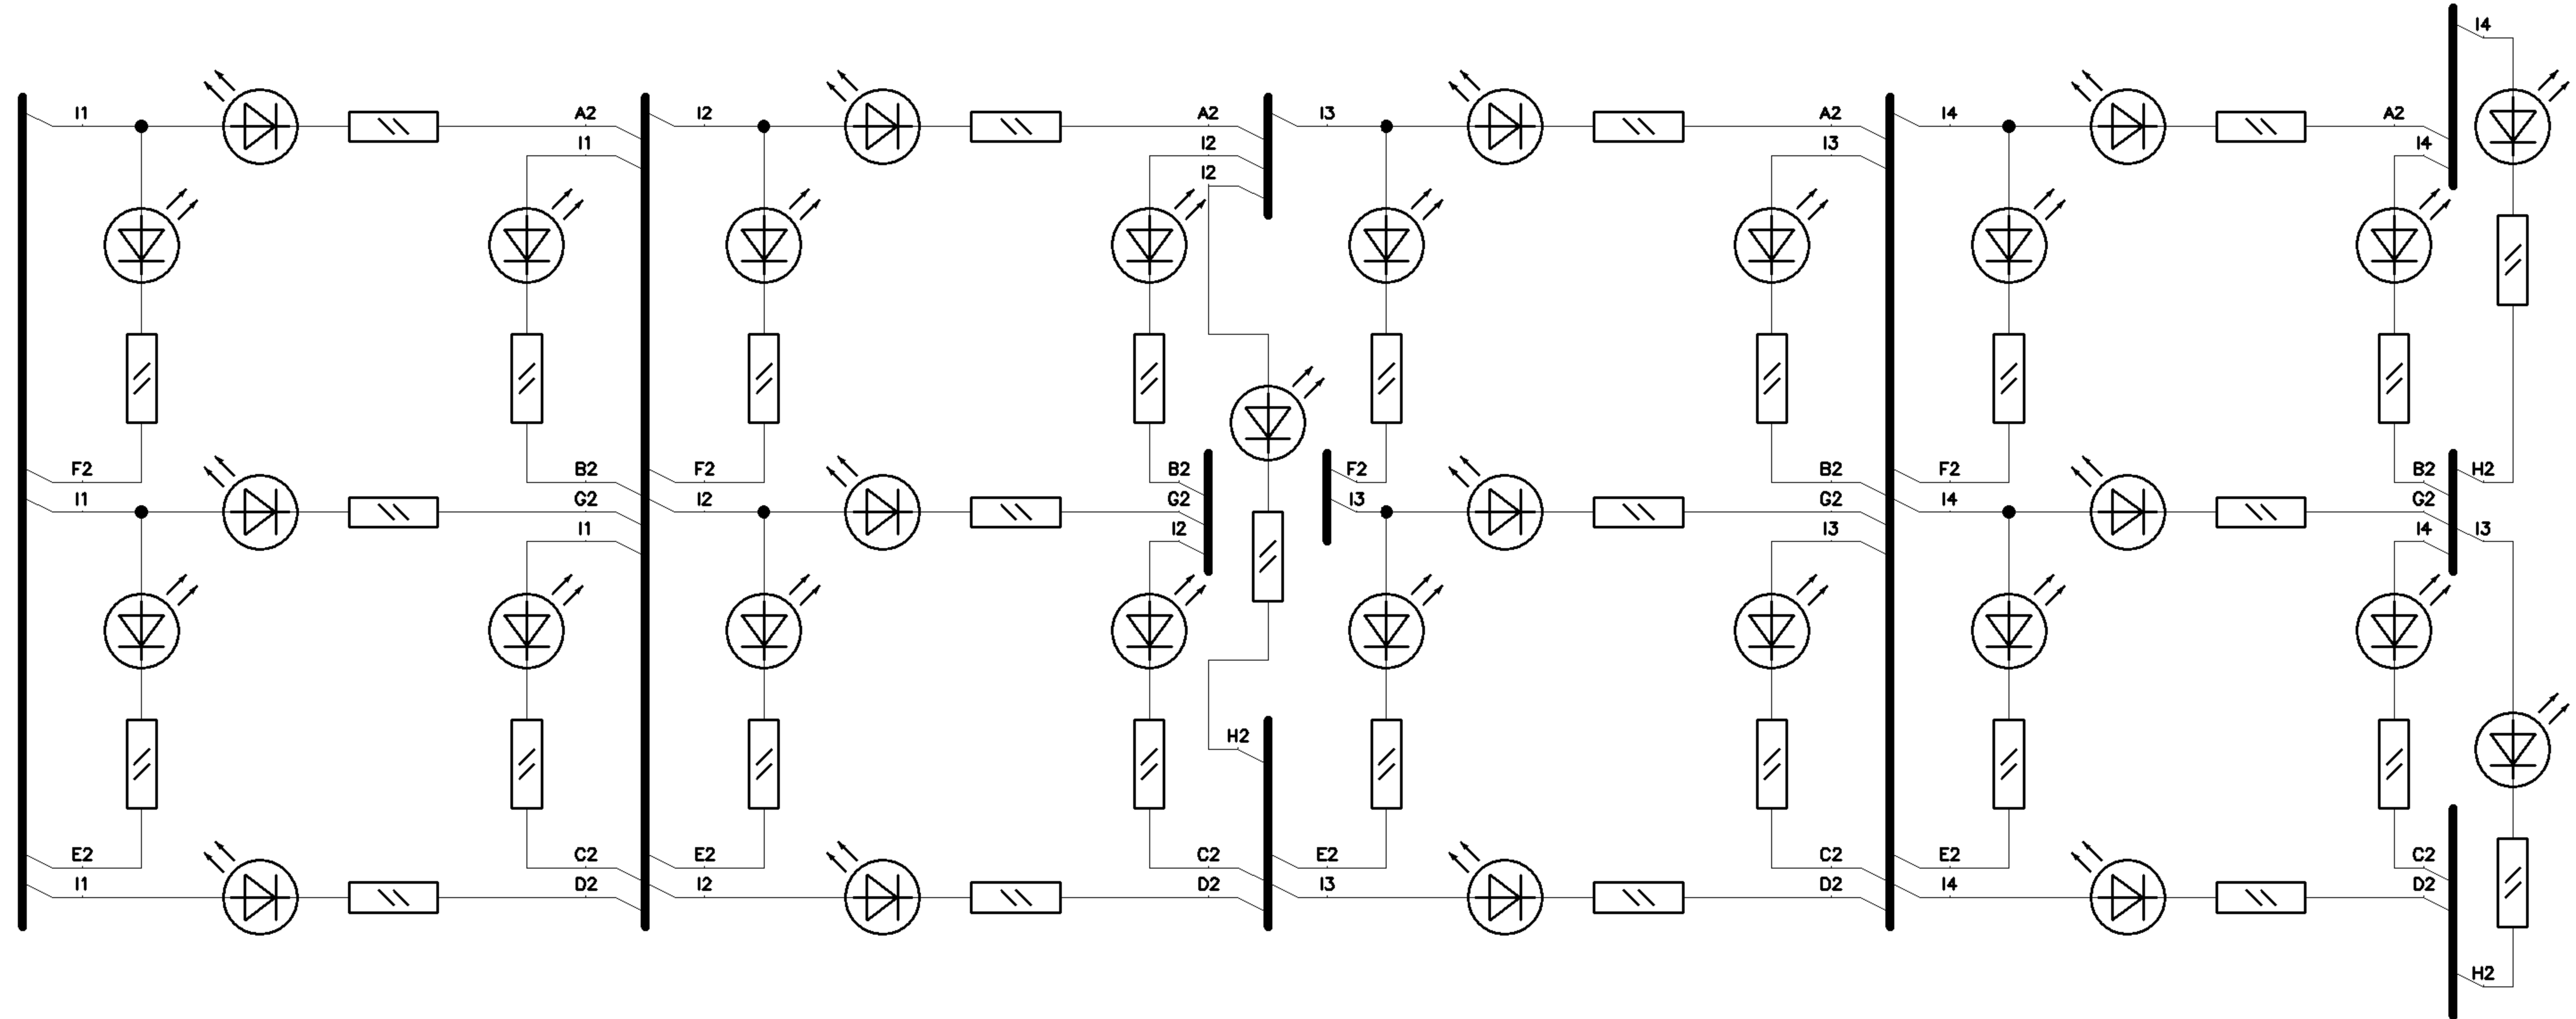 I4
I1 A2 I2 A2 I3 A2 I4 A2
I1 I2 I3 I4
I2
F2 B2 F2 B2 F2 B2 F2 B2 H2
I1 G2 I2 G2 I3 G2 I4 G2
I1 I2 I3 I4 I3
H2
E2 C2 E2 C2 E2 C2 E2 C2
I1 D2 I2 D2 I3 D2 I4 D2
H2